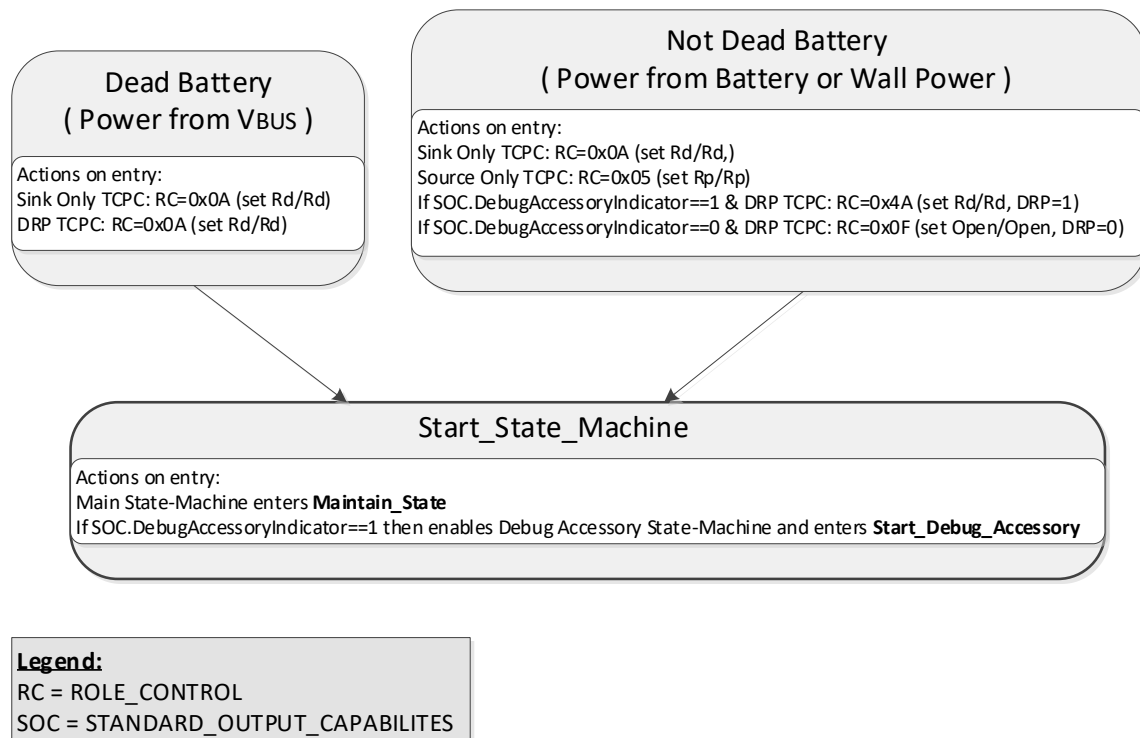 Dead Battery
( Power from VBUS )
Actions on entry:
Sink Only TCPC: RC=0x0A (set Rd/Rd)
DRP TCPC: RC=0x0A (set Rd/Rd)
Not Dead Battery
( Power from Battery or Wall Power )
Actions on entry:
Sink Only TCPC: RC=0x0A (set Rd/Rd,)
Source Only TCPC: RC=0x05 (set Rp/Rp)
If SOC.DebugAccessoryIndicator==1 & DRP TCPC: RC=0x4A (set Rd/Rd, DRP=1)
If SOC.DebugAccessoryIndicator==0 & DRP TCPC: RC=0x0F (set Open/Open, DRP=0)
Start_State_Machine
Actions on entry:
Main State-Machine enters Maintain_State
If SOC.DebugAccessoryIndicator==1 then enables Debug Accessory State-Machine and enters Start_Debug_Accessory
Legend:
RC = ROLE_CONTROL
SOC = STANDARD_OUTPUT_CAPABILITES